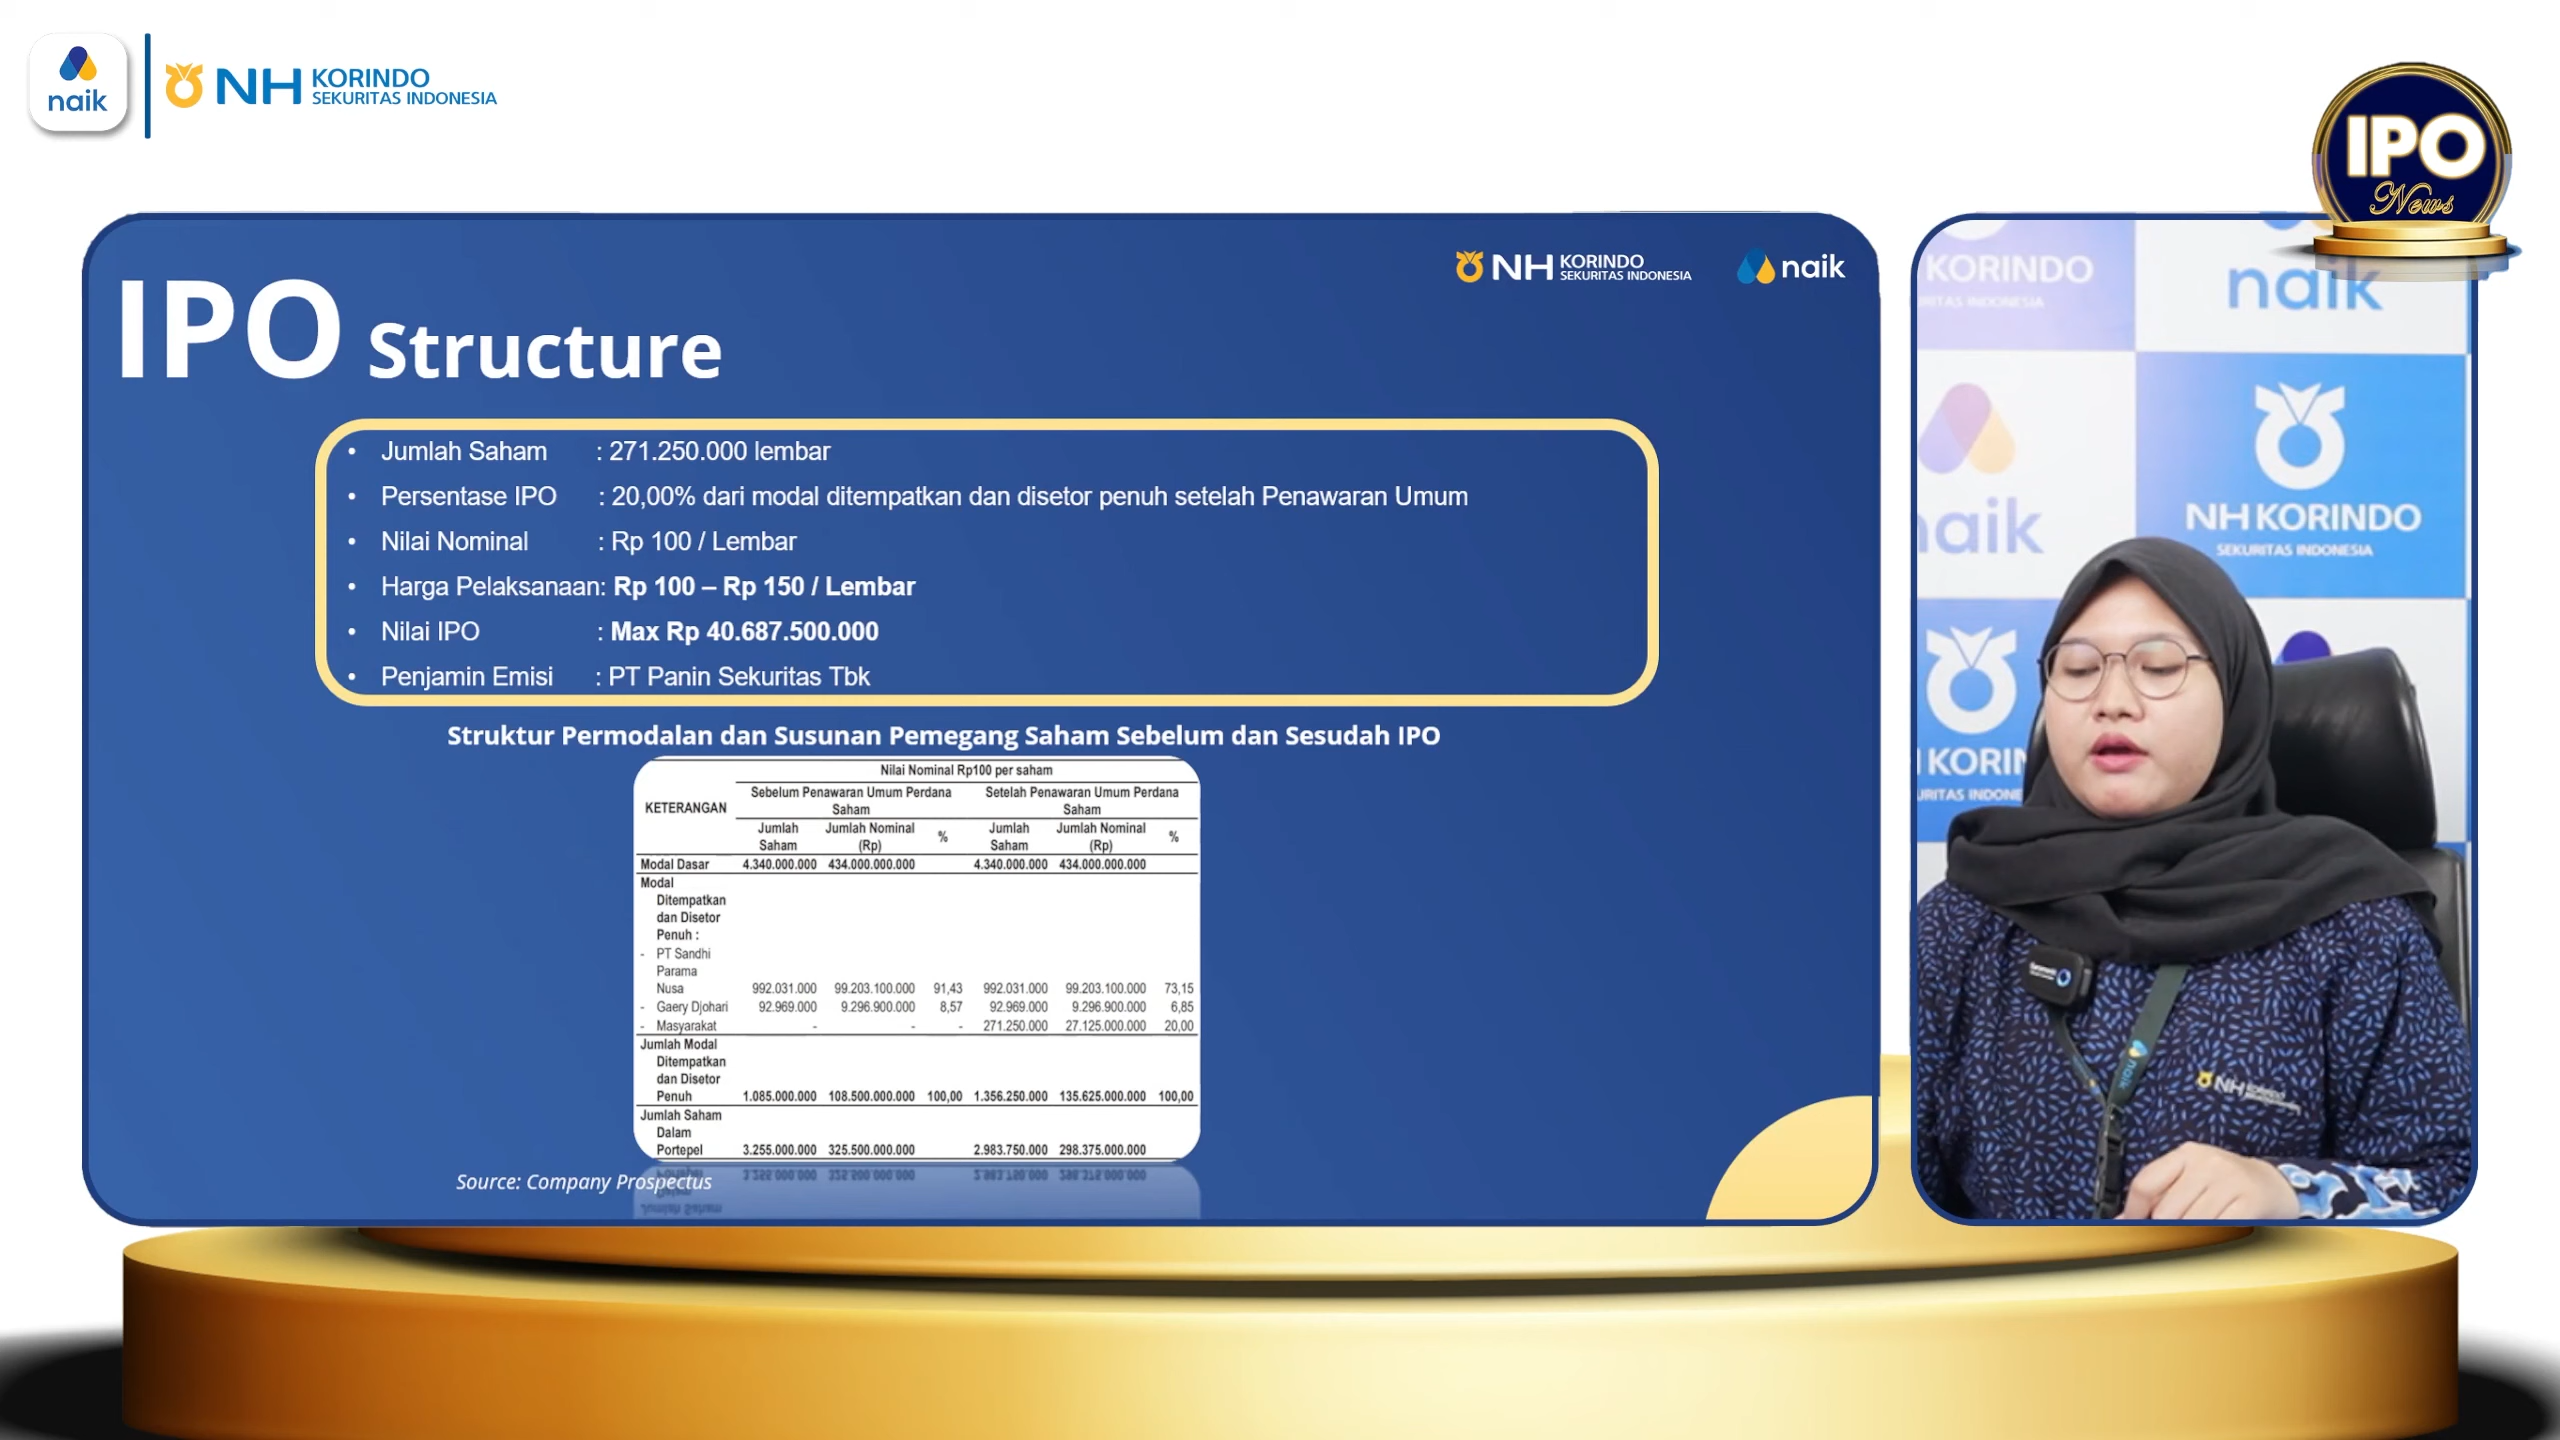 naik
NH KORINDO
SEKURITAS INDONESIA
IPO
News
NH KORINDO
SEKURITAS INDONESIA
naik
IPO Structure
• Jumlah Saham : 271.250.000 lembar
• Persentase IPO : 20,00% dari modal ditempatkan dan disetor penuh setelah Penawaran Umum
• Nilai Nominal : Rp 100 / Lembar
• Harga Pelaksanaan: Rp 100 – Rp 150 / Lembar
• Nilai IPO : Max Rp 40.687.500.000
• Penjamin Emisi : PT Panin Sekuritas Tbk
Struktur Permodalan dan Susunan Pemegang Saham Sebelum dan Sesudah IPO
Nilai Nominal Rp100 per saham
KETERANGAN
Sebelum Penawaran Umum Perdana
Saham
Setelah Penawaran Umum Perdana
Saham
Jumlah
Saham
Jumlah Nominal
(Rp)
%
Jumlah
Saham
Jumlah Nominal
(Rp)
%
Modal Dasar 4.340.000.000 434.000.000.000 4.340.000.000 434.000.000.000
Modal
Ditempatkan
dan Disetor
Penuh :
- PT Sandhi
Parama
Nusa 992.031.000 99.203.100.000 91,43 992.031.000 99.203.100.000 73,15
- Gaery Djohari 92.969.000 9.296.900.000 8,57 92.969.000 9.296.900.000 6,85
- Masyarakat - - - 271.250.000 27.125.000.000 20,00
Jumlah Modal
Ditempatkan
dan Disetor
Penuh 1.085.000.000 108.500.000.000 100,00 1.356.250.000 135.625.000.000 100,00
Jumlah Saham
Dalam
Portepel 3.255.000.000 325.500.000.000 2.983.750.000 298.375.000.000
Source: Company Prospectus
KORINDO
naik
naik
NH KORINDO
SEKURITAS INDONESIA
naik
NH